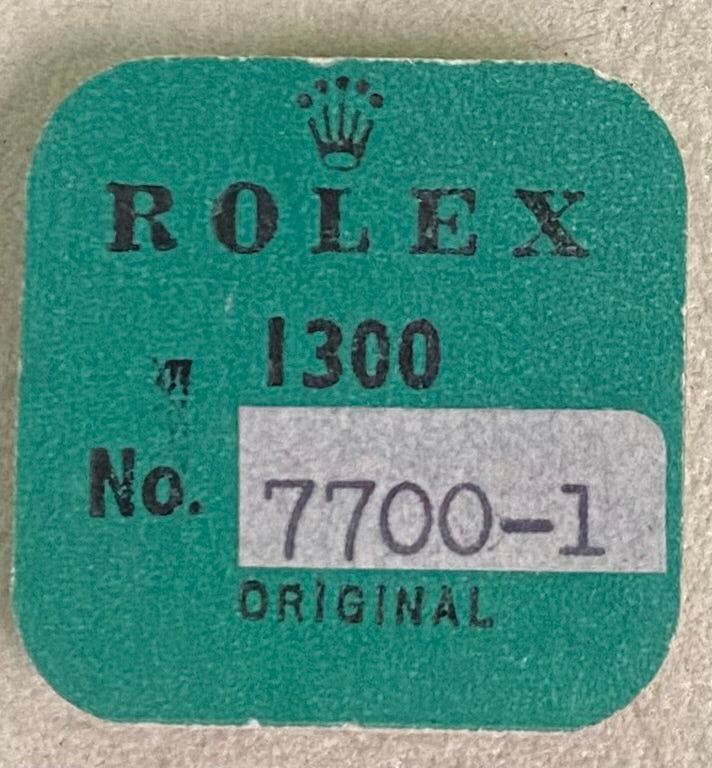 ROLEX
1300
No. 7700-1
ORIGINAL